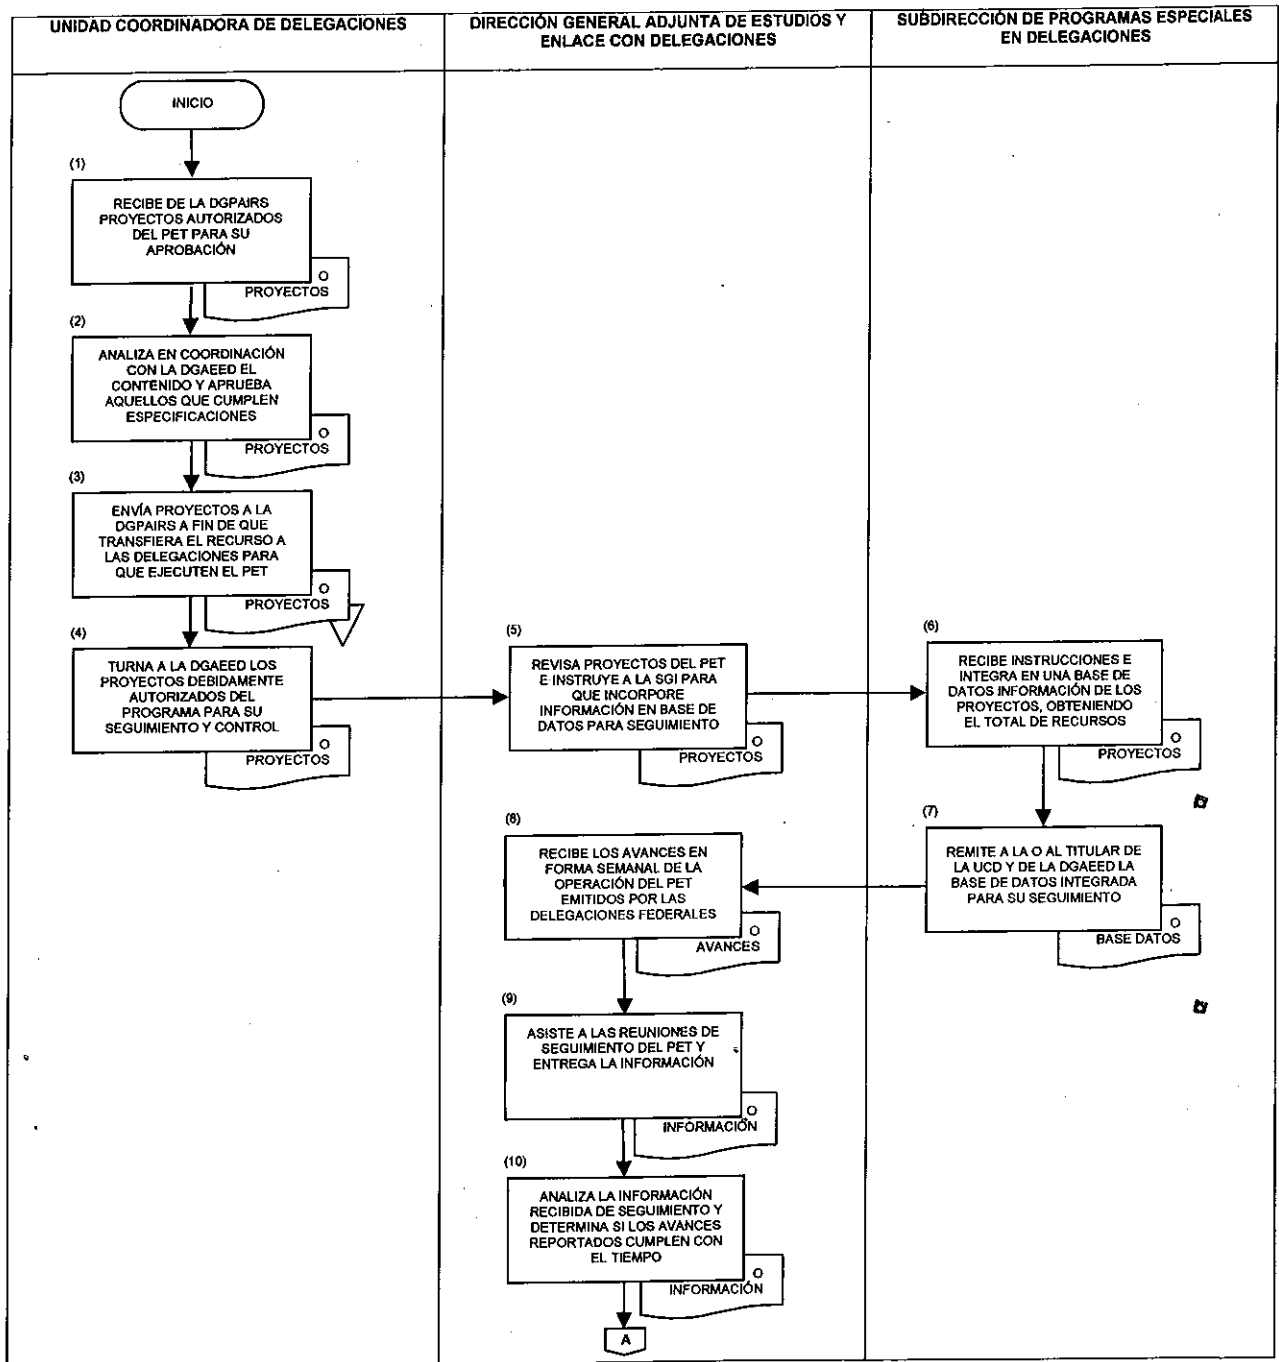 UNIDAD COORDINADORA DE DELEGACIONES
DIRECCIÓN GENERAL ADJUNTA DE ESTUDIOS Y
ENLACE CON DELEGACIONES
SUBDIRECCIÓN DE PROGRAMAS ESPECIALES
EN DELEGACIONES
INICIO
(1)
RECIBE DE LA DGPAIRS
PROYECTOS AUTORIZADOS
DEL PET PARA SU
APROBACIÓN
O
PROYECTOS
(2)
ANALIZA EN COORDINACIÓN
CON LA DGAEED EL
CONTENIDO Y APRUEBA
AQUELLOS QUE CUMPLEN
ESPECIFICACIONES
O
PROYECTOS
(3)
ENVÍA PROYECTOS A LA
DGPAIRS A FIN DE QUE
TRANSFIERA EL RECURSO A
LAS DELEGACIONES PARA
QUE EJECUTEN EL PET
O
PROYECTOS
(4)
TURNA A LA DGAEED LOS
PROYECTOS DEBIDAMENTE
AUTORIZADOS DEL
PROGRAMA PARA SU
SEGUIMIENTO Y CONTROL
O
PROYECTOS
(5)
REVISA PROYECTOS DEL PET
E INSTRUYE A LA SGI PARA
QUE INCORPORE
INFORMACIÓN EN BASE DE
DATOS PARA SEGUIMIENTO
O
PROYECTOS
(6)
RECIBE INSTRUCCIONES E
INTEGRA EN UNA BASE DE
DATOS INFORMACIÓN DE LOS
PROYECTOS, OBTENIENDO
EL TOTAL DE RECURSOS
O
PROYECTOS
(7)
REMITE A LA O AL TITULAR DE
LA UCD Y DE LA DGAEED LA
BASE DE DATOS INTEGRADA
PARA SU SEGUIMIENTO
O
BASE DATOS
(8)
RECIBE LOS AVANCES EN
FORMA SEMANAL DE LA
OPERACIÓN DEL PET
EMITIDOS POR LAS
DELEGACIONES FEDERALES
O
AVANCES
(9)
ASISTE A LAS REUNIONES DE
SEGUIMIENTO DEL PET Y
ENTREGA LA INFORMACIÓN
O
INFORMACIÓN
(10)
ANALIZA LA INFORMACIÓN
RECIBIDA DE SEGUIMIENTO Y
DETERMINA SI LOS AVANCES
REPORTADOS CUMPLEN CON
EL TIEMPO
O
INFORMACIÓN
A